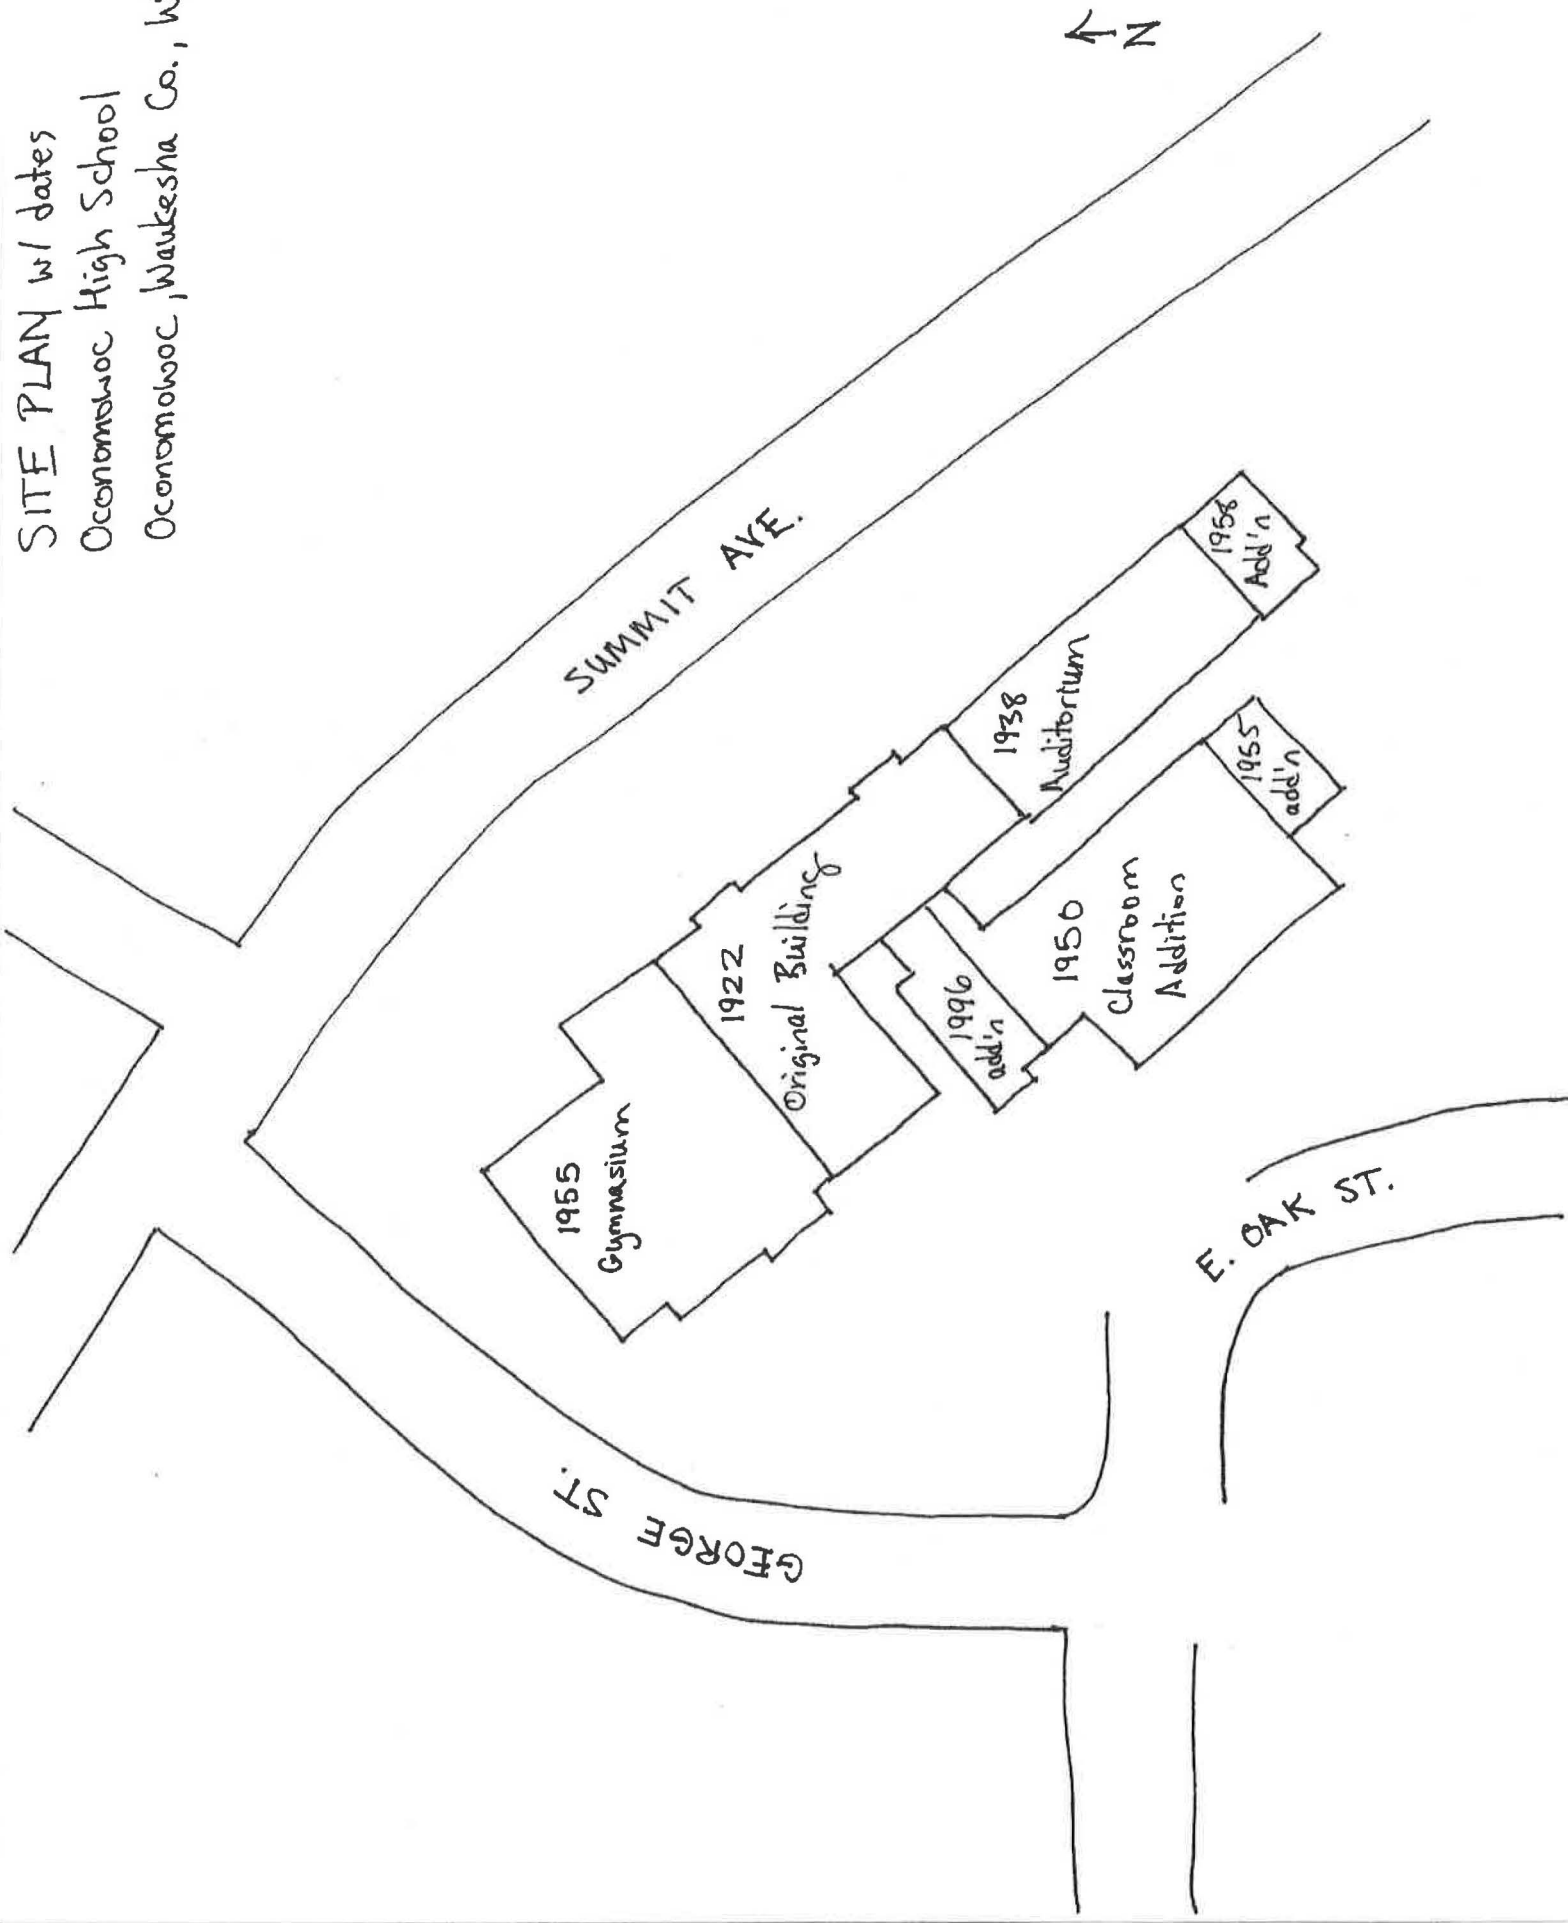 SITE PLAN w/ dates
Oconomowoc High School
Oconomowoc, Waukesha Co., W
N
SUMMIT AVE.
1958
Add'n
1938
Auditorium
1955
add'n
1922
Original Building
1950
Classroom
Addition
1996
add'n
1955
Gymnasium
E. OAK ST.
GEORGE ST.